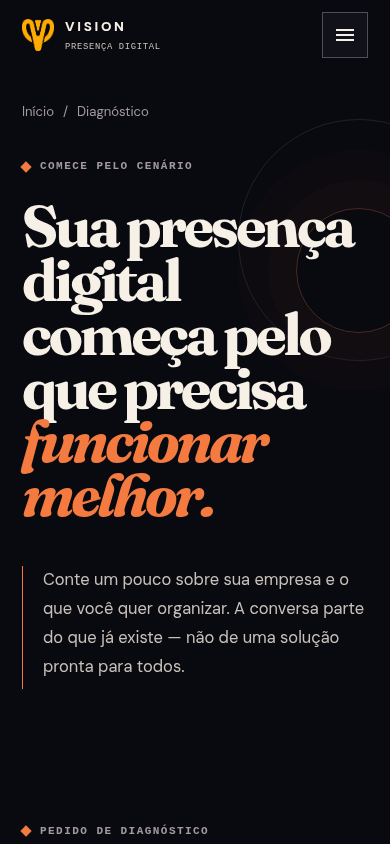 VISION
PRESENÇA DIGITAL
Início / Diagnóstico
COMECE PELO CENÁRIO
Sua presença
digital
começa pelo
que precisa
funcionar
melhor.
Conte um pouco sobre sua empresa e o
que você quer organizar. A conversa parte
do que já existe — não de uma solução
pronta para todos.
PEDIDO DE DIAGNÓSTICO